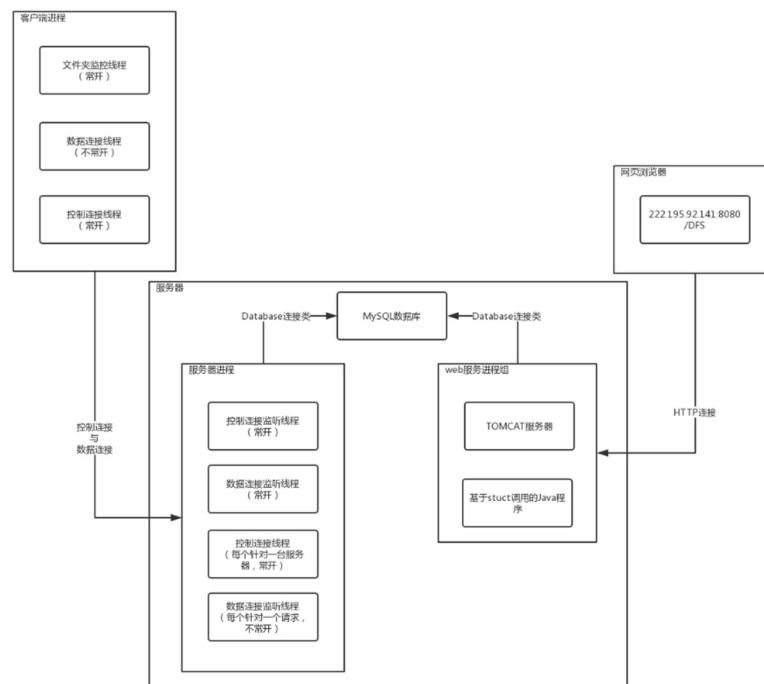 客户端进程
文件夹监控线程
（常开）
数据连接线程
（不常开）
控制连接线程
（常开）
网页浏览器
222.195.92.141:8080
/DFS
服务器
Database连接类
MySQL数据库
Database连接类
服务器进程
控制连接监听线程
（常开）
数据连接监听线程
（常开）
控制连接线程
（每个针对一台服务
器，常开）
数据连接监听线程
（每个针对一个请求，
不常开）
web服务进程组
TOMCAT服务器
基于stuct调用的Java程
序
控制连接
与
数据连接
HTTP连接